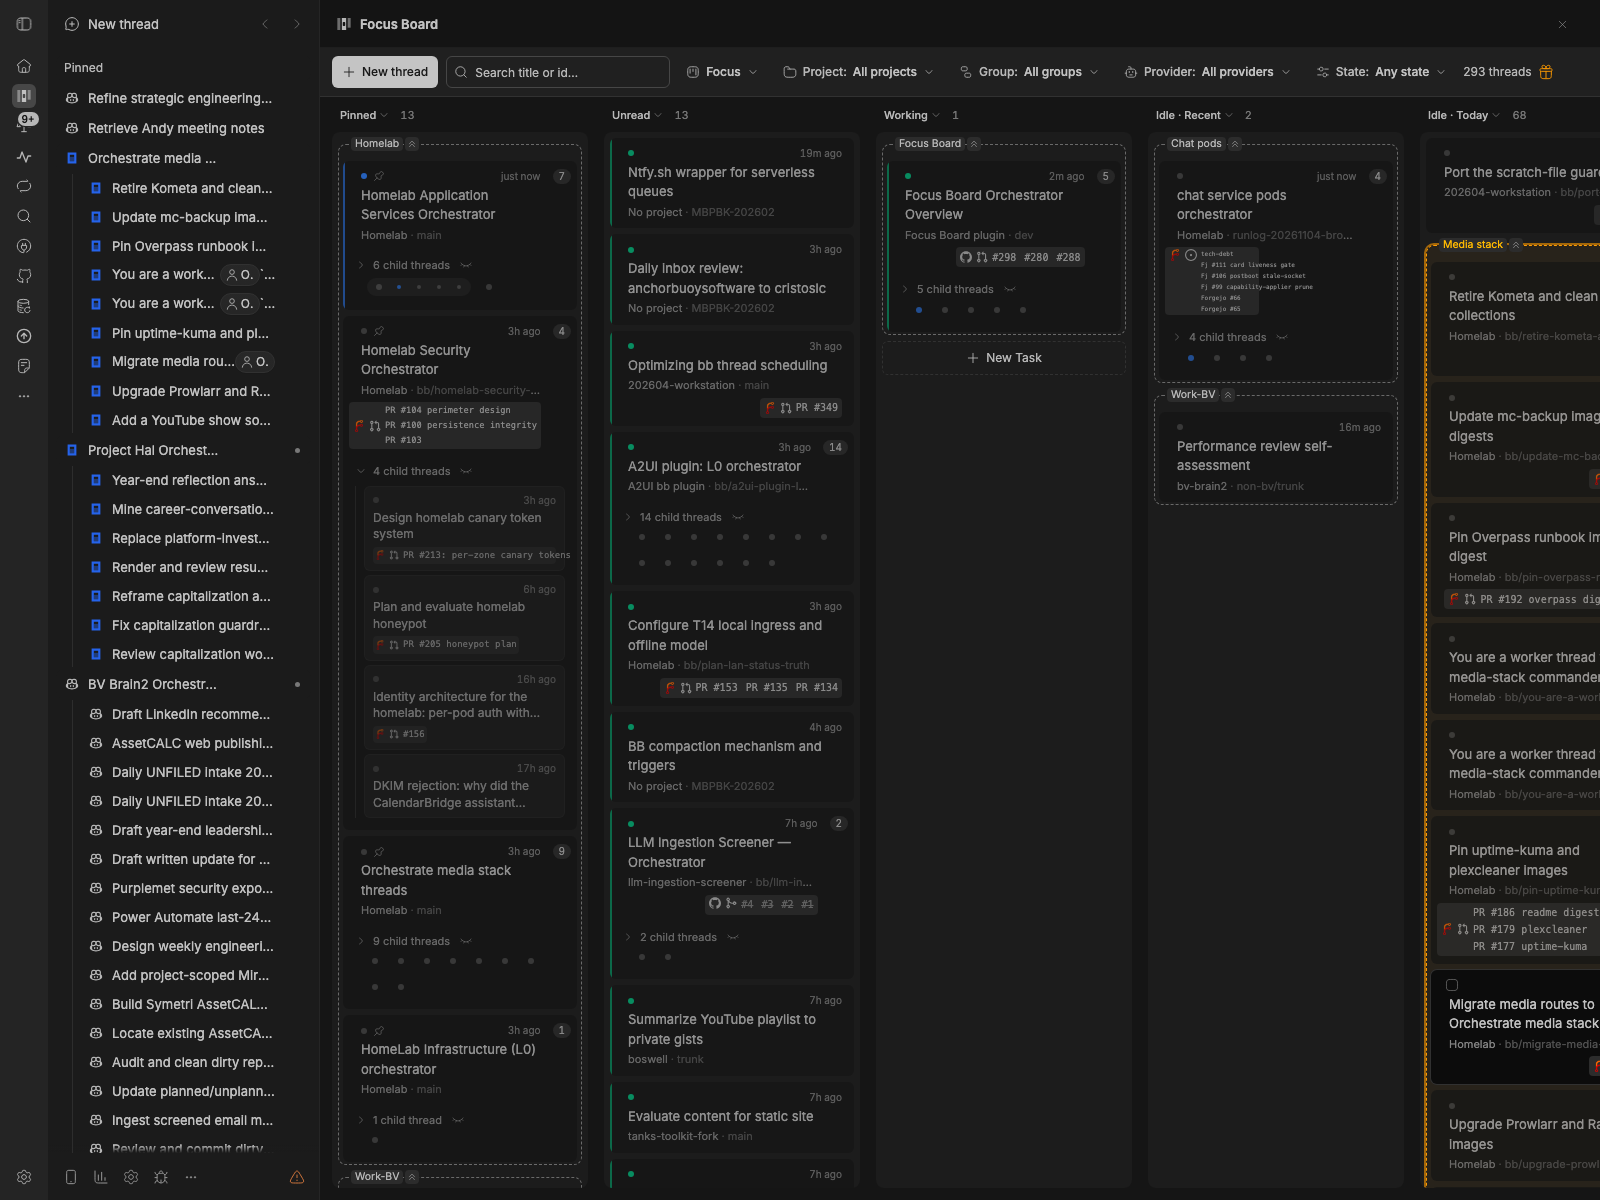 New thread
Pinned
Refine strategic engineering...
Retrieve Andy meeting notes
Orchestrate media ...
Retire Kometa and clean...
Update mc-backup ima...
Pin Overpass runbook i...
You are a work... O. `...
You are a work... O. `...
Pin uptime-kuma and pl...
Migrate media rou... O.
Upgrade Prowlarr and R...
Add a YouTube show so...
Project Hal Orchest...
Year-end reflection ans...
Mine career-conversatio...
Replace platform-invest...
Render and review resu...
Reframe capitalization a...
Fix capitalization guardr...
Review capitalization wo...
BV Brain2 Orchestr...
Draft LinkedIn recomme...
AssetCALC web publishi...
Daily UNFILED intake 20...
Daily UNFILED intake 20...
Draft year-end leadershi...
Draft written update for ...
Purplemet security expo...
Power Automate last-24...
Design weekly engineeri...
Add project-scoped Mir...
Build Symetri AssetCAL...
Locate existing AssetCA...
Audit and clean dirty rep...
Update planned/unplann...
Ingest screened email m...
Review and commit dirty
9+
Focus Board
New thread
Search title or id...
Focus
Project: All projects
Group: All groups
Provider: All providers
State: Any state
293 threads
Pinned 13
Homelab
just now 7
Homelab Application
Services Orchestrator
Homelab · main
6 child threads
3h ago 4
Homelab Security
Orchestrator
Homelab · bb/homelab-security-...
PR #104 perimeter design
PR #100 persistence integrity
PR #103
4 child threads
3h ago
Design homelab canary token
system
PR #213: per-zone canary tokens
6h ago
Plan and evaluate homelab
honeypot
PR #205 honeypot plan
16h ago
Identity architecture for the
homelab: per-pod auth with...
#156
17h ago
DKIM rejection: why did the
CalendarBridge assistant...
3h ago 9
Orchestrate media stack
threads
Homelab · main
9 child threads
3h ago 1
HomeLab Infrastructure (L0)
orchestrator
Homelab · main
1 child thread
Work-BV
Unread 13
19m ago
Ntfy.sh wrapper for serverless
queues
No project · MBPBK-202602
3h ago
Daily inbox review:
anchorbuoysoftware to cristosic
No project · MBPBK-202602
3h ago
Optimizing bb thread scheduling
202604-workstation · main
PR #349
3h ago 14
A2UI plugin: L0 orchestrator
A2UI bb plugin · bb/a2ui-plugin-l...
14 child threads
3h ago
Configure T14 local ingress and
offline model
Homelab · bb/plan-lan-status-truth
PR #153 PR #135 PR #134
4h ago
BB compaction mechanism and
triggers
No project · MBPBK-202602
7h ago 2
LLM Ingestion Screener —
Orchestrator
llm-ingestion-screener · bb/llm-in...
#4 #3 #2 #1
2 child threads
7h ago
Summarize YouTube playlist to
private gists
boswell · trunk
7h ago
Evaluate content for static site
tanks-toolkit-fork · main
7h ago
Working 1
Focus Board
2m ago 5
Focus Board Orchestrator
Overview
Focus Board plugin · dev
#298 #280 #288
5 child threads
New Task
Idle · Recent 2
Chat pods
just now 4
chat service pods
orchestrator
Homelab · runlog-20261104-bro...
tech-debt
Fj #111 card liveness gate
Fj #106 postboot stale-socket
Fj #99 capability-applier prune
Forgejo #66
Forgejo #65
4 child threads
Work-BV
16m ago
Performance review self-
assessment
bv-brain2 · non-bv/trunk
Idle · Today 68
Port the scratch-file guar
202604-workstation · bb/port
Media stack
Retire Kometa and clean
collections
Homelab · bb/retire-kometa-
Update mc-backup imag
digests
Homelab · bb/update-mc-bac
Pin Overpass runbook im
digest
Homelab · bb/pin-overpass-r
PR #192 overpass dig
You are a worker thread
media-stack commander
Homelab · bb/you-are-a-wor
You are a worker thread
media-stack commander
Homelab · bb/you-are-a-wor
Pin uptime-kuma and
plexcleaner images
Homelab · bb/pin-uptime-kur
PR #186 readme digest
PR #179 plexcleaner
PR #177 uptime-kuma
Migrate media routes to
Orchestrate media stack
Homelab · bb/migrate-media-
Upgrade Prowlarr and Ra
images
Homelab · bb/upgrade-prowl